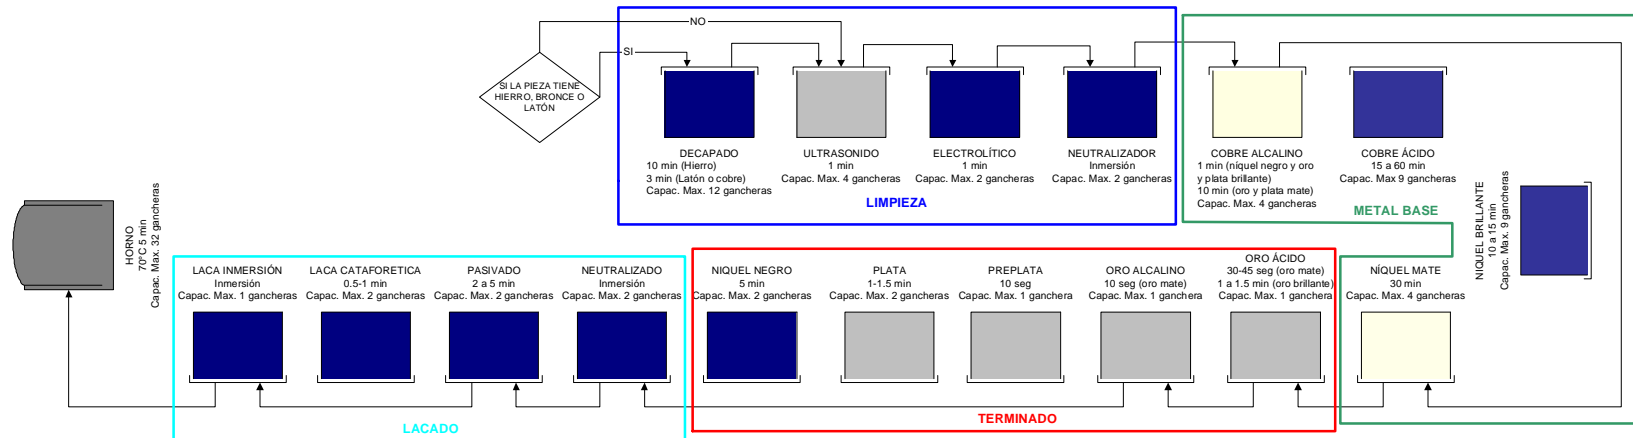 NO
SI
SI LA PIEZA TIENE
HIERRO, BRONCE O
LATÓN
DECAPADO
10 min (Hierro)
3 min (Latón o cobre)
Capac. Max. 12 gancheras
ULTRASONIDO
1 min
Capac. Max. 4 gancheras
ELECTROLÍTICO
1 min
Capac. Max. 2 gancheras
NEUTRALIZADOR
Inmersión
Capac. Max. 2 gancheras
LIMPIEZA
COBRE ALCALINO
1 min (níquel negro y oro
y plata brillante)
10 min (oro y plata mate)
Capac. Max. 4 gancheras
COBRE ÁCIDO
15 a 60 min
Capac. Max 9 gancheras
METAL BASE
NIQUEL BRILLANTE
10 a 15 min
Capac. Max. 9 gancheras
HORNO
70°C 5 min
Capac. Max. 32 gancheras
LACA INMERSIÓN
Inmersión
Capac. Max. 1 gancheras
LACA CATAFORETICA
0.5-1 min
Capac. Max. 2 gancheras
PASIVADO
2 a 5 min
Capac. Max. 2 gancheras
NEUTRALIZADO
Inmersión
Capac. Max. 2 gancheras
NIQUEL NEGRO
5 min
Capac. Max. 2 gancheras
PLATA
1-1.5 min
Capac. Max. 2 gancheras
PREPLATA
10 seg
Capac. Max. 1 ganchera
ORO ALCALINO
10 seg (oro mate)
Capac. Max. 1 ganchera
ORO ÁCIDO
30-45 seg (oro mate)
1 a 1.5 min (oro brillante)
Capac. Max. 1 ganchera
NÍQUEL MATE
30 min
Capac. Max. 4 gancheras
LACADO
TERMINADO